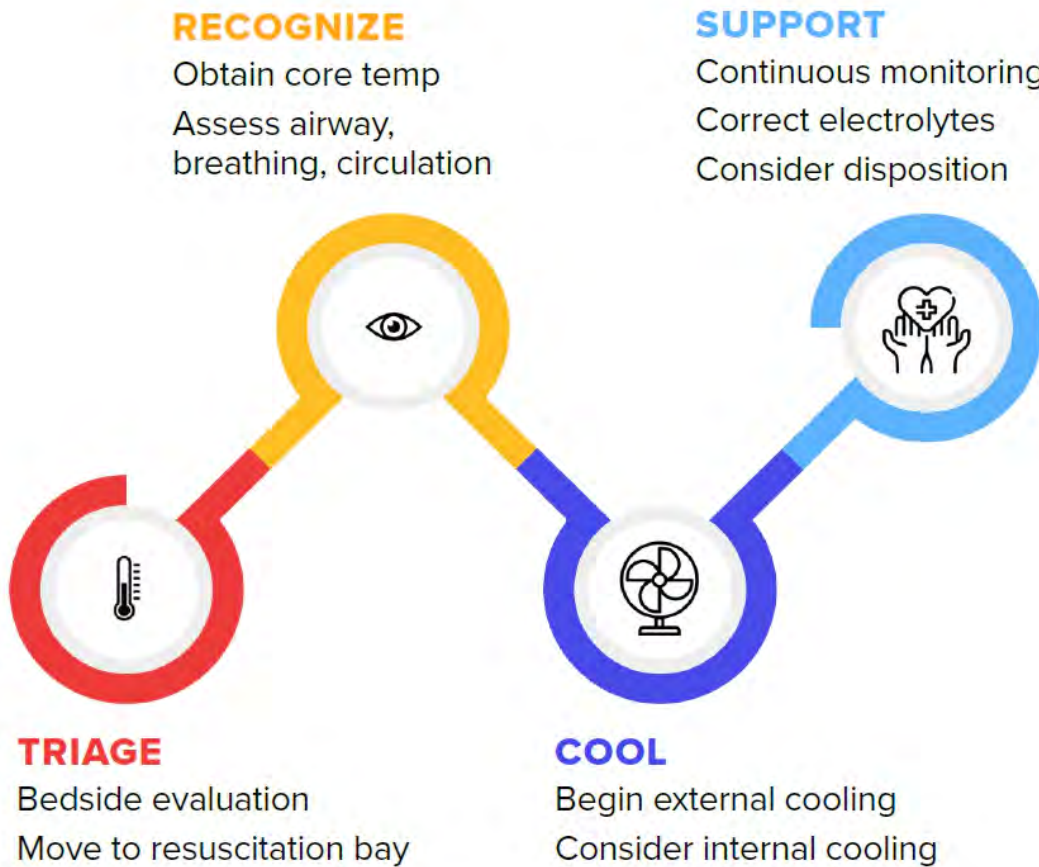 RECOGNIZE
Obtain core temp
Assess airway,
breathing, circulation
SUPPORT
Continuous monitoring
Correct electrolytes
Consider disposition
TRIAGE
Bedside evaluation
Move to resuscitation bay
COOL
Begin external cooling
Consider internal cooling